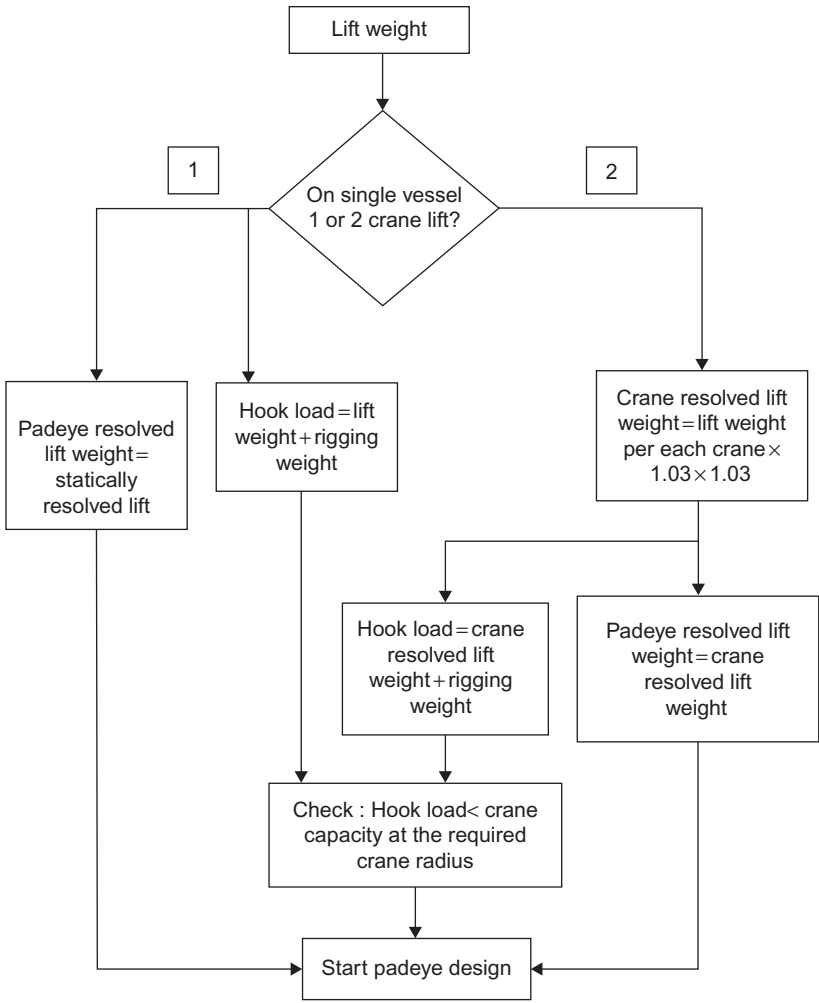 Lift weight
1
2
On single vessel
1 or 2 crane lift?
Padeye resolved
lift weight=
statically
resolved lift
Hook load=lift
weight+rigging
weight
Crane resolved lift
weight=lift weight
per each crane×
1.03×1.03
Hook load=crane
resolved lift
weight+rigging
weight
Padeye resolved lift
weight=crane
resolved lift
weight
Check : Hook load< crane
capacity at the required
crane radius
Start padeye design